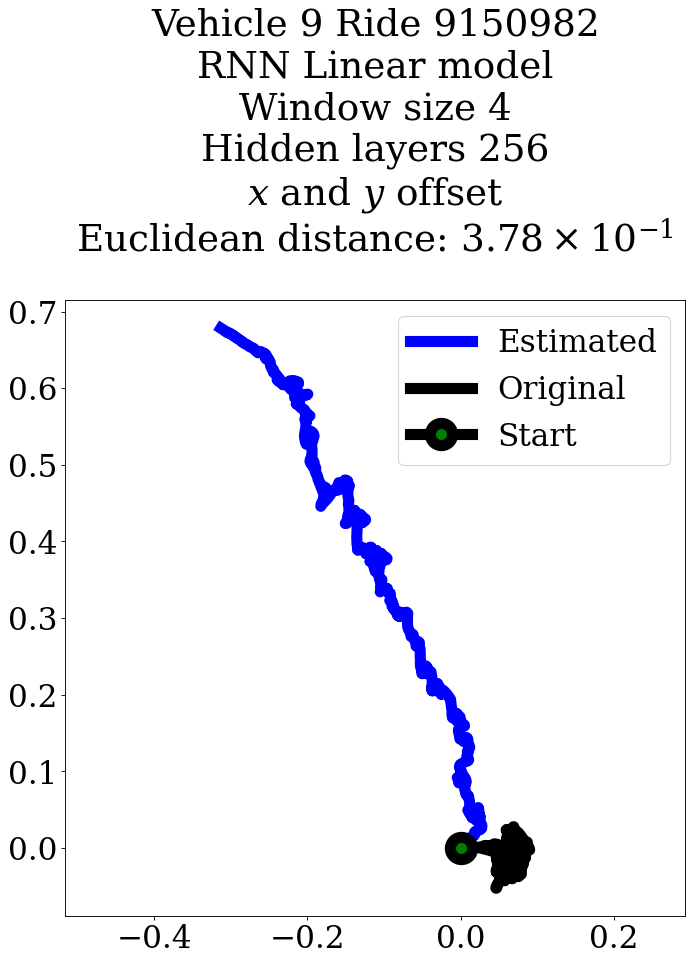 Vehicle 9 Ride 9150982
RNN Linear model
Window size 4
Hidden layers 256
x and y offset
Euclidean distance: 3.78 × 10⁻¹
Estimated
Original
Start
0.7
0.6
0.5
0.4
0.3
0.2
0.1
0.0
−0.4 −0.2 0.0 0.2